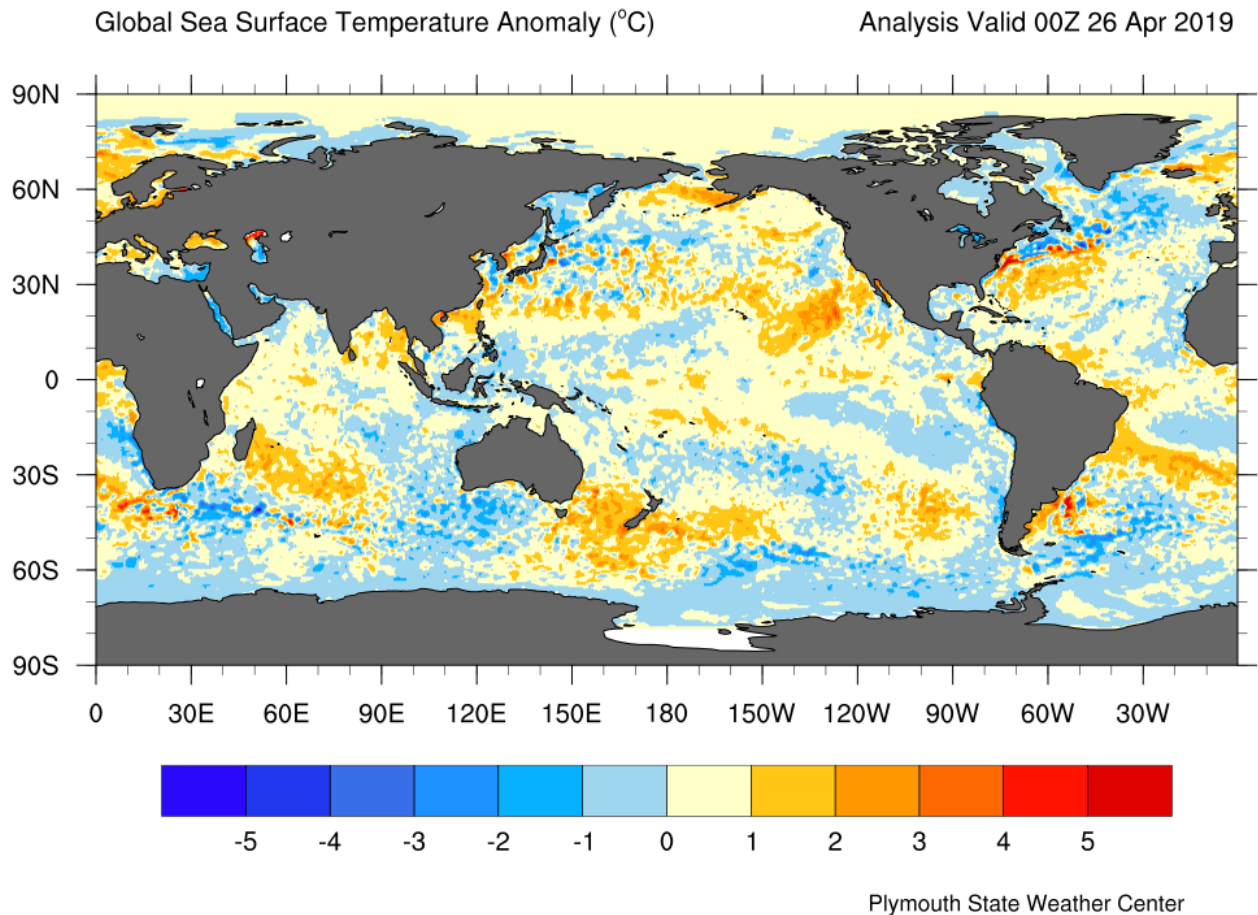 Global Sea Surface Temperature Anomaly (°C) Analysis Valid 00Z 26 Apr 2019
90N
60N
30N
0
30S
60S
90S
0 30E 60E 90E 120E 150E 180 150W 120W 90W 60W 30W
-5 -4 -3 -2 -1 0 1 2 3 4 5
Plymouth State Weather Center